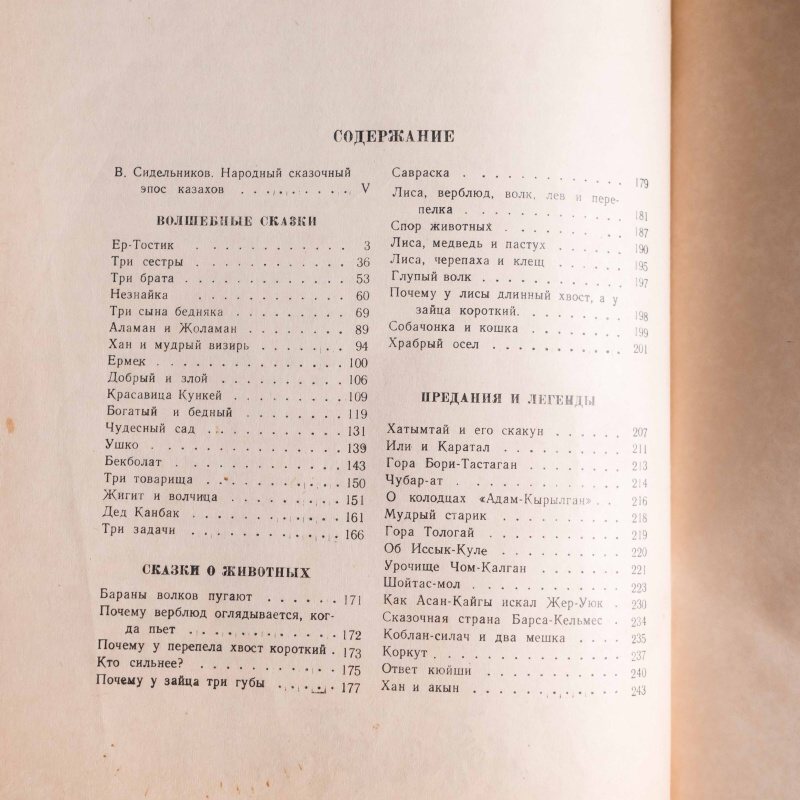 СОДЕРЖАНИЕ
В. Сидельников. Народный сказочный
эпос казахов . . . . . . . . . V
ВОЛШЕБНЫЕ СКАЗКИ
Ер-Тостик . . . . . . . . . . 3
Три сестры . . . . . . . . . . 36
Три брата . . . . . . . . . . 53
Незнайка . . . . . . . . . . 60
Три сына бедняка . . . . . . . . 69
Аламан и Жоламан . . . . . . . 89
Хан и мудрый визирь . . . . . . . 94
Ермек . . . . . . . . . . . . 100
Добрый и злой . . . . . . . . . 106
Красавица Кункей . . . . . . . . 109
Богатый и бедный . . . . . . . . 119
Чудесный сад . . . . . . . . . 131
Ушко . . . . . . . . . . . . 139
Бекболат . . . . . . . . . . . 143
Три товарища . . . . . . . . . 150
Жигит и волчица . . . . . . . . 151
Дед Канбак . . . . . . . . . . 161
Три задачи . . . . . . . . . . 166
СКАЗКИ О ЖИВОТНЫХ
Бараны волков пугают . . . . . . 171
Почему верблюд оглядывается, ког-
да пьет . . . . . . . . . . . 172
Почему у перепела хвост короткий . 173
Кто сильнее? . . . . . . . . . . 175
Почему у зайца три губы . . . . . 177
Савраска . . . . . . . . . . . 179
Лиса, верблюд, волк, лев и пере-
пелка . . . . . . . . . . . 181
Спор животных . . . . . . . . . 187
Лиса, медведь и пастух . . . . . . 190
Лиса, черепаха и клещ . . . . . . 195
Глупый волк . . . . . . . . . . 197
Почему у лисы длинный хвост, а у
зайца короткий. . . . . . . . . 198
Собачонка и кошка . . . . . . . 199
Храбрый осел . . . . . . . . . . 201
ПРЕДАНИЯ И ЛЕГЕНДЫ
Хатымтай и его скакун . . . . . . 207
Или и Каратал . . . . . . . . . 211
Гора Бори-Тастаган . . . . . . . 213
Чубар-ат . . . . . . . . . . . 214
О колодцах «Адам-Кырылган» . . 216
Мудрый старик . . . . . . . . 218
Гора Тологай . . . . . . . . . 219
Об Иссык-Куле . . . . . . . . 220
Урочище Чом-Калган . . . . . . . 221
Шойтас-мол . . . . . . . . . . 223
Как Асан-Кайгы искал Жер-Уюк . 230
Сказочная страна Барса-Кельмес . 234
Коблан-силач и два мешка . . . . 235
Коркут . . . . . . . . . . . . 237
Ответ кюйши . . . . . . . . . 240
Хан и акын . . . . . . . . . . 243